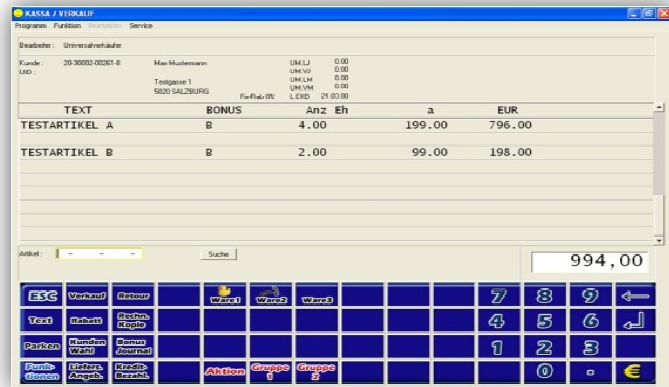 KASSA / VERKAUF
Programm Funktion Bearbeiten Service
Bearbeiter: Universalverkäufer
Kunde: 20-30002-00261-0 Max Mustermann UM.LJ 0.00
UID: UM.VJ 0.00
Testgasse 1 UM.LM 0.00
5020 SALZBURG UM.VM 0.00
L.EKD 21.00.00
TEXT BONUS Anz Eh a EUR
TESTARTIKEL A B 4.00 199.00 796.00
TESTARTIKEL B B 2.00 99.00 198.00
Artikel: - - - Suche 994,00
ESC Verkauf Retour Ware1 Ware2 Ware3 7 8 9
Text Rabatt Rechn. Kopie 4 5 6
Parken Kunden Wahl Bonus Journal 1 2 3
Funk- tionen Liefers. Angeb. Kredit- Bezahl. Aktion Gruppe 1 Gruppe 2 0 . €